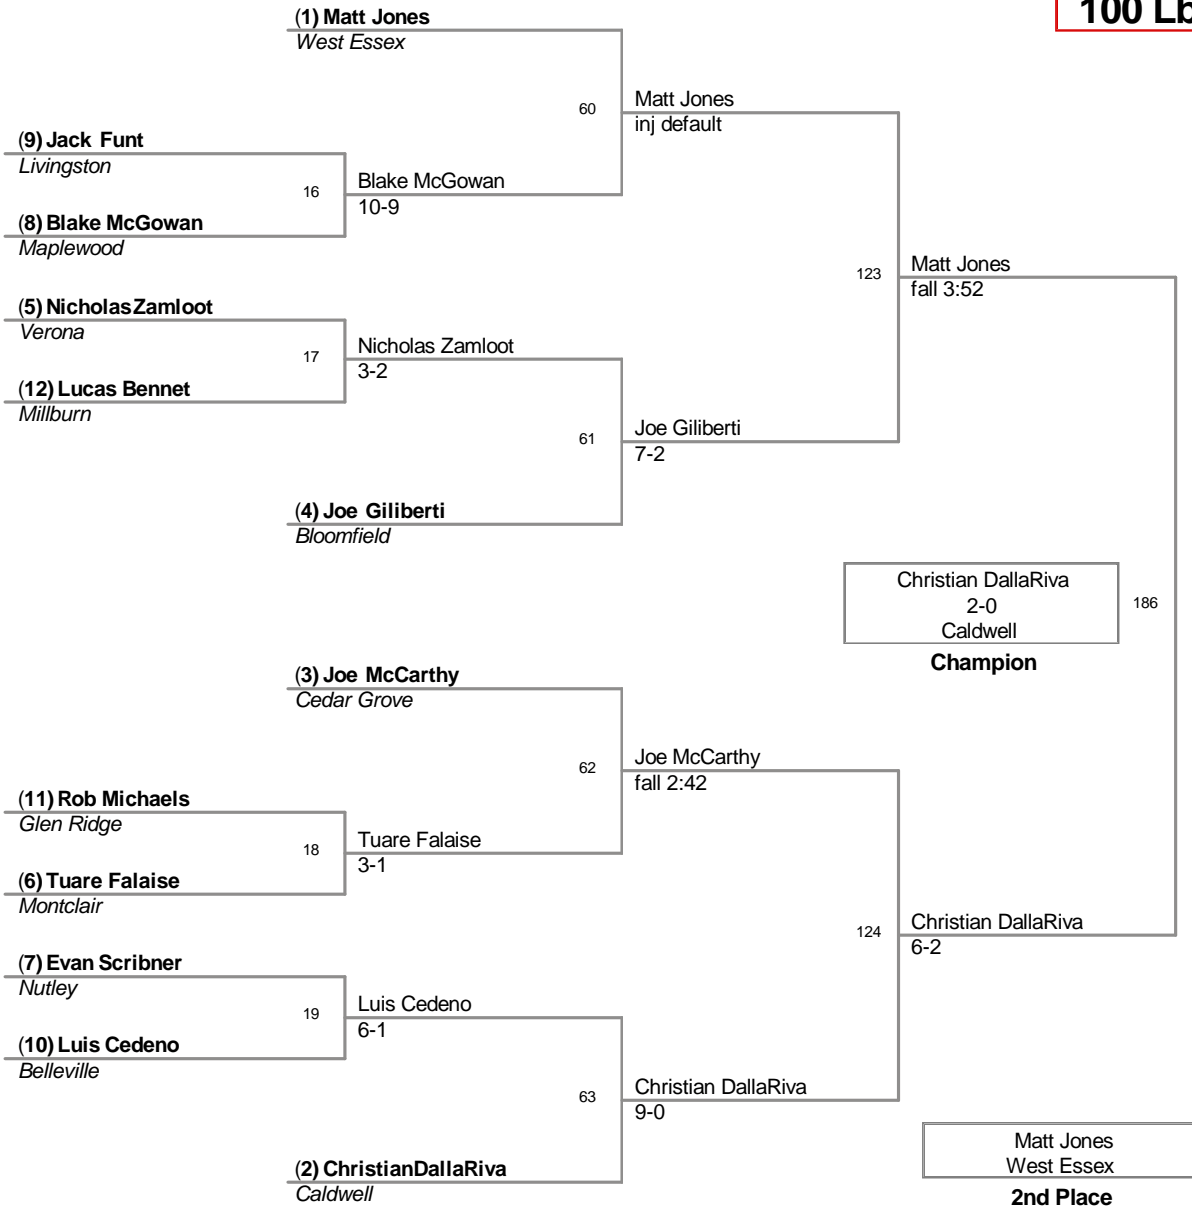 (1) Matt Jones
West Essex
100 Lb
60
Matt Jones
inj default
(9) Jack Funt
Livingston
16
Blake McGowan
10-9
(8) Blake McGowan
Maplewood
123
Matt Jones
fall 3:52
(5) NicholasZamloot
Verona
17
Nicholas Zamloot
3-2
(12) Lucas Bennet
Millburn
61
Joe Giliberti
7-2
(4) Joe Giliberti
Bloomfield
Christian DallaRiva
2-0
Caldwell
186
Champion
(3) Joe McCarthy
Cedar Grove
62
Joe McCarthy
fall 2:42
(11) Rob Michaels
Glen Ridge
18
Tuare Falaise
3-1
(6) Tuare Falaise
Montclair
124
Christian DallaRiva
6-2
(7) Evan Scribner
Nutley
19
Luis Cedeno
6-1
(10) Luis Cedeno
Belleville
63
Christian DallaRiva
9-0
(2) ChristianDallaRiva
Caldwell
Matt Jones
West Essex
2nd Place